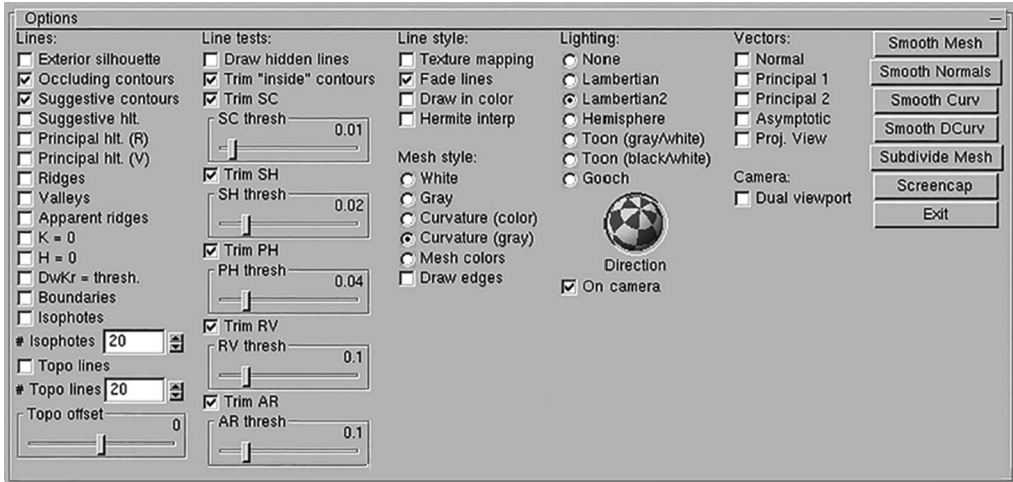 Options
Lines:
Exterior silhouette
Occluding contours
Suggestive contours
Suggestive hlt.
Principal hlt. (R)
Principal hlt. (V)
Ridges
Valleys
Apparent ridges
K = 0
H = 0
DwKr = thresh.
Boundaries
Isophotes
# Isophotes 20
Topo lines
# Topo lines 20
Topo offset
0
Line tests:
Draw hidden lines
Trim "inside" contours
Trim SC
SC thresh
0.01
Trim SH
SH thresh
0.02
Trim PH
PH thresh
0.04
Trim RV
RV thresh
0.1
Trim AR
AR thresh
0.1
Line style:
Texture mapping
Fade lines
Draw in color
Hermite interp
Mesh style:
White
Gray
Curvature (color)
Curvature (gray)
Mesh colors
Draw edges
Lighting:
None
Lambertian
Lambertian2
Hemisphere
Toon (gray/white)
Toon (black/white)
Gooch
Direction
On camera
Vectors:
Normal
Principal 1
Principal 2
Asymptotic
Proj. View
Camera:
Dual viewport
Smooth Mesh
Smooth Normals
Smooth Curv
Smooth DCurv
Subdivide Mesh
Screencap
Exit